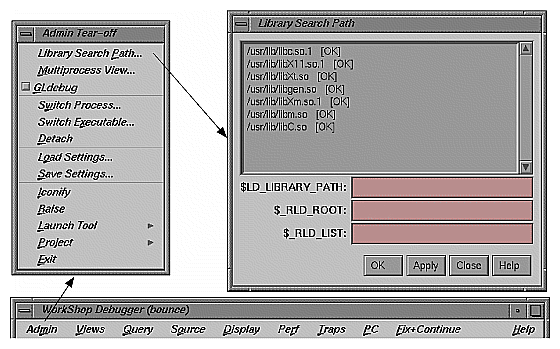 Admin Tear-off
Library Search Path...
Multiprocess View...
GLdebug
Switch Process...
Switch Executable...
Detach
Load Settings...
Save Settings...
Iconify
Raise
Launch Tool
Project
Exit
Library Search Path
/usr/lib/libc.so.1 [OK]
/usr/lib/libX11.so.1 [OK]
/usr/lib/libXt.so [OK]
/usr/lib/libgen.so [OK]
/usr/lib/libXm.so.1 [OK]
/usr/lib/libm.so [OK]
/usr/lib/libC.so [OK]
$LD_LIBRARY_PATH:
$_RLD_ROOT:
$_RLD_LIST:
OK Apply Close Help
WorkShop Debugger (bounce)
Admin Views Query Source Display Perf Traps PC Fix+Continue Help